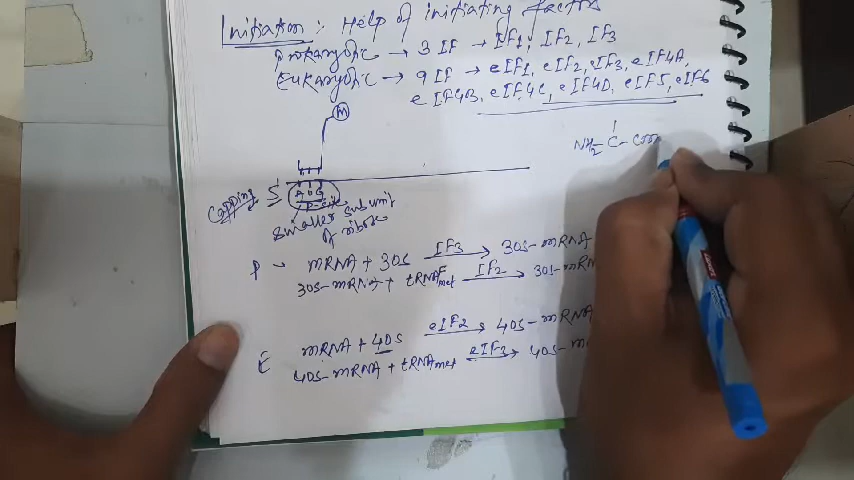 Initiation :- Help of initiating factors
Prokaryotic → 3 IF → IF1, IF2, IF3
Eukaryotic → 9 IF → eIF1, eIF2, eIF3, eIF4A,
eIF4B, eIF4C, eIF4D, eIF5, eIF6
M
NH2 - C - COO
Capping 5'
AUG
P-site
Smaller subunit
of ribo
P - mRNA + 30S IF3 → 30S-mRNA
30S-mRNA + tRNAFmet IF2 → 30S-mRN
E mRNA + 40S eIF2 → 40S-mRNA
40S-mRNA + tRNAmet eIF3 → 40S-m